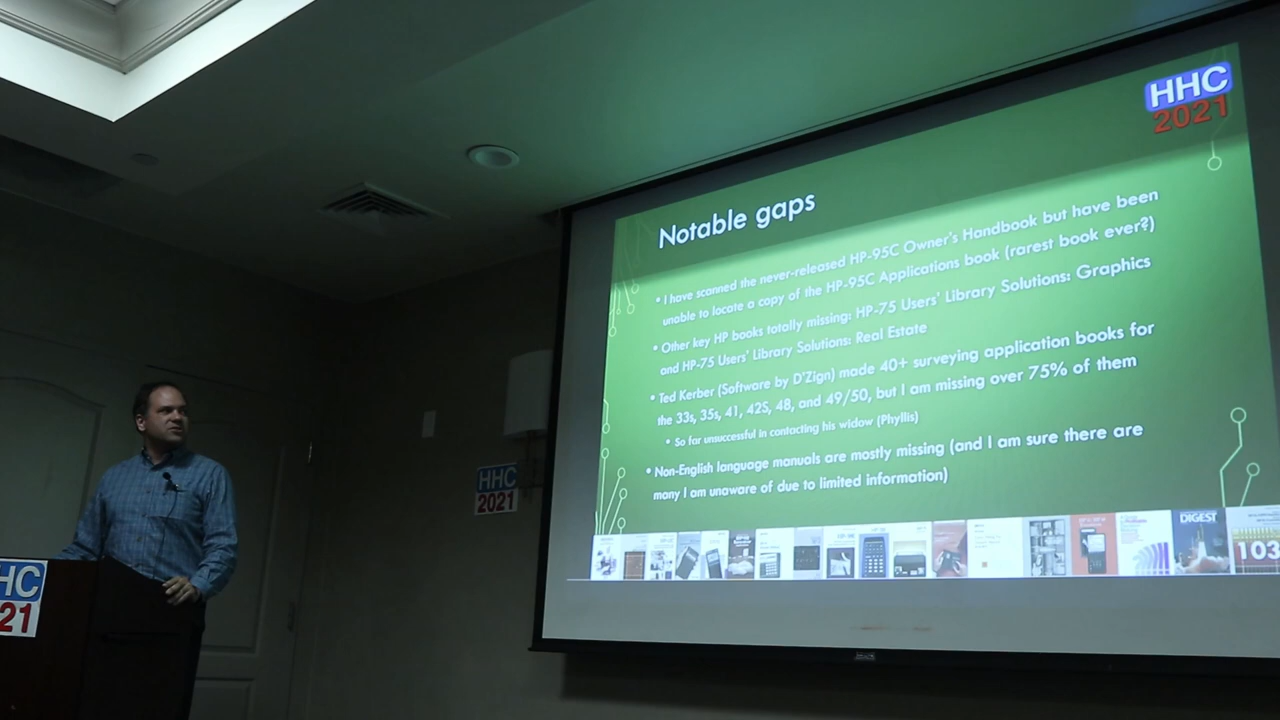 HHC
2021
Notable gaps
• I have scanned the never-released HP-95C Owner's Handbook but have been
unable to locate a copy of the HP-95C Applications book (rarest book ever?)
• Other key HP books totally missing: HP-75 Users' Library Solutions: Graphics
and HP-75 Users' Library Solutions: Real Estate
• Ted Kerber (Software by D'Zign) made 40+ surveying application books for
the 33s, 35s, 41, 42S, 48, and 49/50, but I am missing over 75% of them
• So far unsuccessful in contacting his widow (Phyllis)
• Non-English language manuals are mostly missing (and I am sure there are
many I am unaware of due to limited information)
DIGEST
103
HHC
2021
HC
21